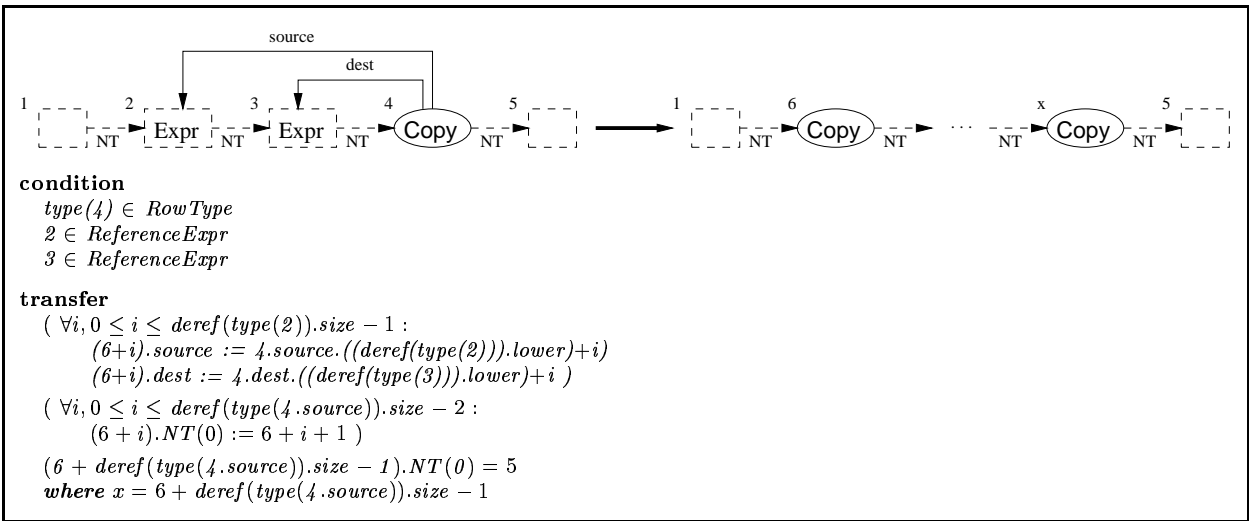 source
dest
1 2 3 4 5 1 6 x 5
Expr Expr Copy Copy · · · Copy
NT NT NT NT NT NT NT NT
condition
type(4) ∈ RowType
2 ∈ ReferenceExpr
3 ∈ ReferenceExpr
transfer
( ∀i, 0 ≤ i ≤ deref(type(2)).size − 1 :
(6+i).source := 4.source.((deref(type(2))).lower)+i)
(6+i).dest := 4.dest.((deref(type(3))).lower)+i )
( ∀i, 0 ≤ i ≤ deref(type(4.source)).size − 2 :
(6 + i).NT(0) := 6 + i + 1 )
(6 + deref(type(4.source)).size − 1).NT(0) = 5
where x = 6 + deref(type(4.source)).size − 1